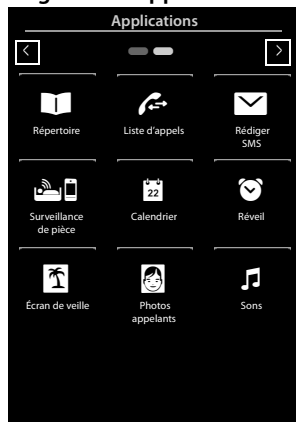 Applications
Répertoire
Liste d'appels
Rédiger
SMS
22
Surveillance
de pièce
Calendrier
Réveil
Écran de veille
Photos
appelants
Sons